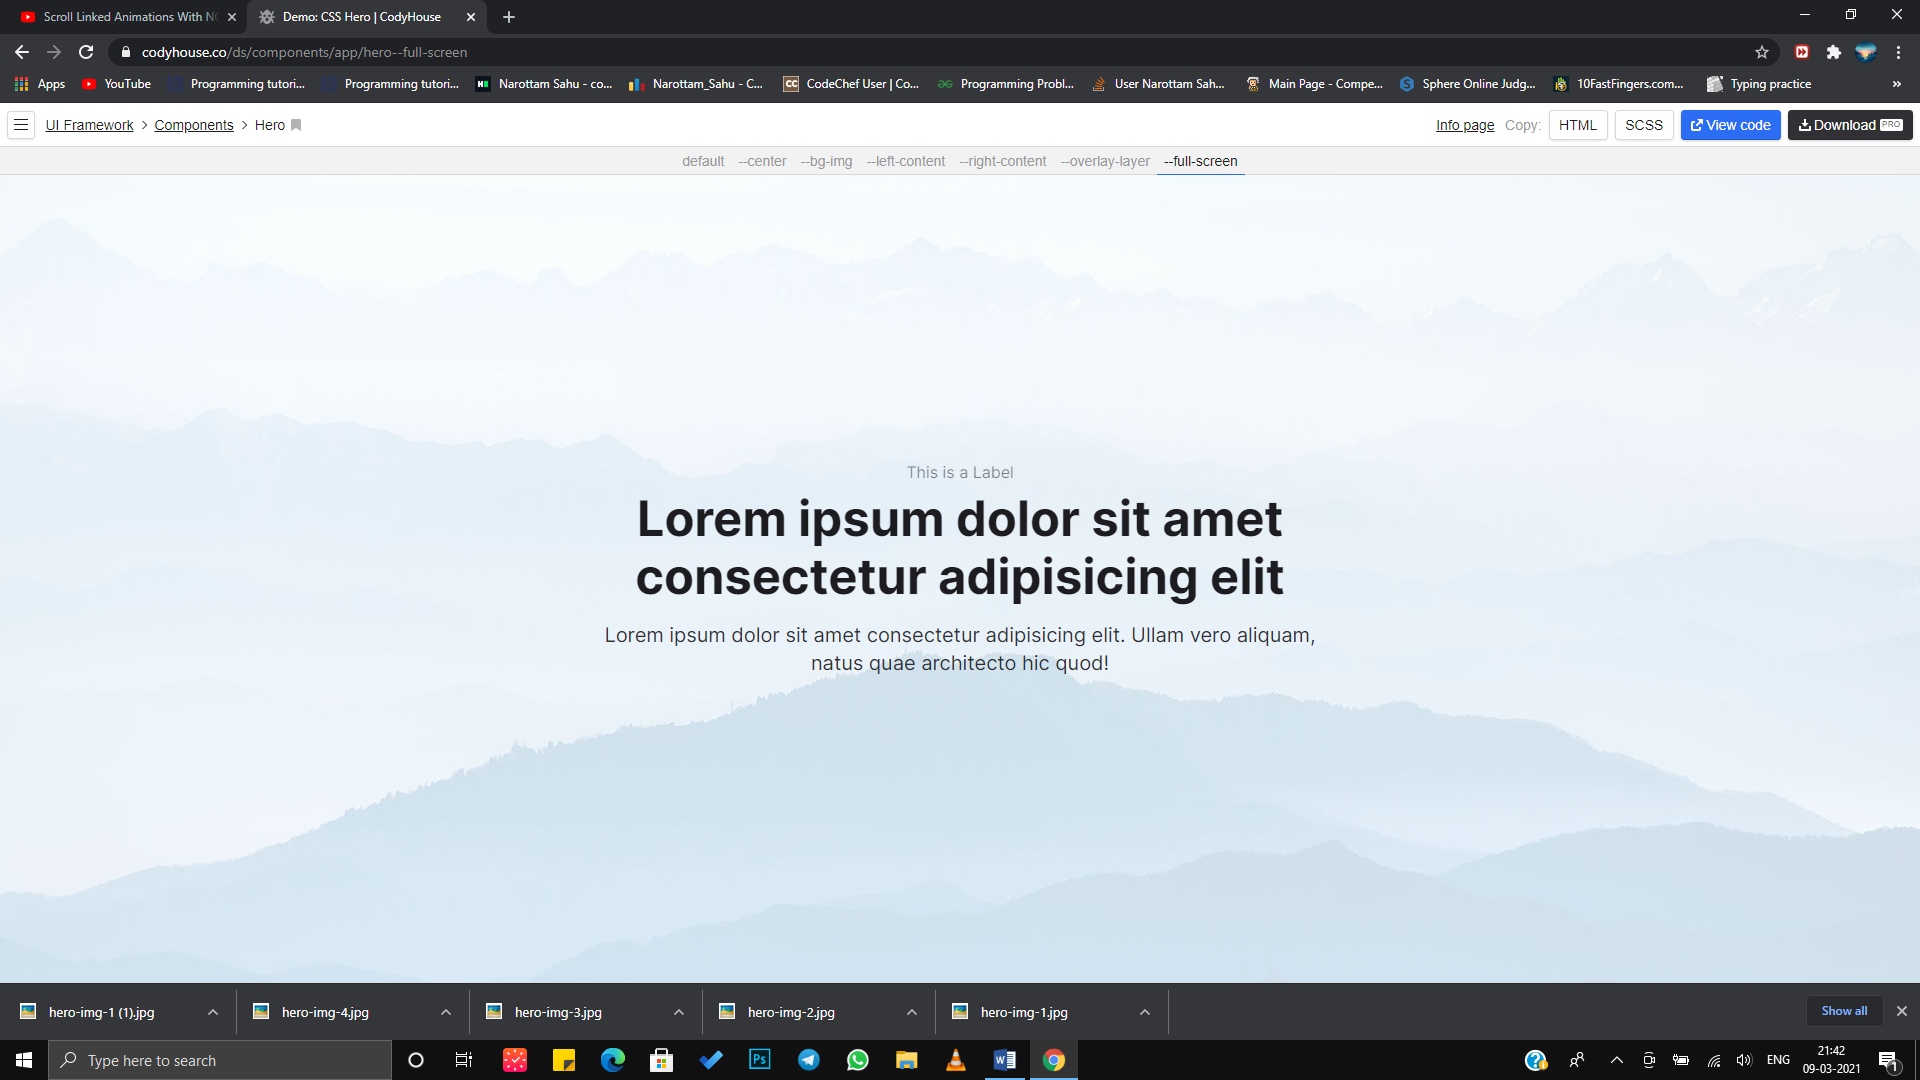 Scroll Linked Animations With N
Demo: CSS Hero | CodyHouse
codyhouse.co/ds/components/app/hero--full-screen
Apps
YouTube
Programming tutori...
Programming tutori...
Narottam Sahu - co...
Narottam_Sahu - C...
CodeChef User | Co...
Programming Probl...
User Narottam Sah...
Main Page - Compe...
Sphere Online Judg...
10FastFingers.com...
Typing practice
»
UI Framework > Components > Hero
Info page
Copy:
HTML
SCSS
View code
Download PRO
default
--center
--bg-img
--left-content
--right-content
--overlay-layer
--full-screen
This is a Label
Lorem ipsum dolor sit amet
consectetur adipisicing elit
Lorem ipsum dolor sit amet consectetur adipisicing elit. Ullam vero aliquam,
natus quae architecto hic quod!
hero-img-1 (1).jpg
hero-img-4.jpg
hero-img-3.jpg
hero-img-2.jpg
hero-img-1.jpg
Show all
Type here to search
Ps
ENG
21:42
09-03-2021
1